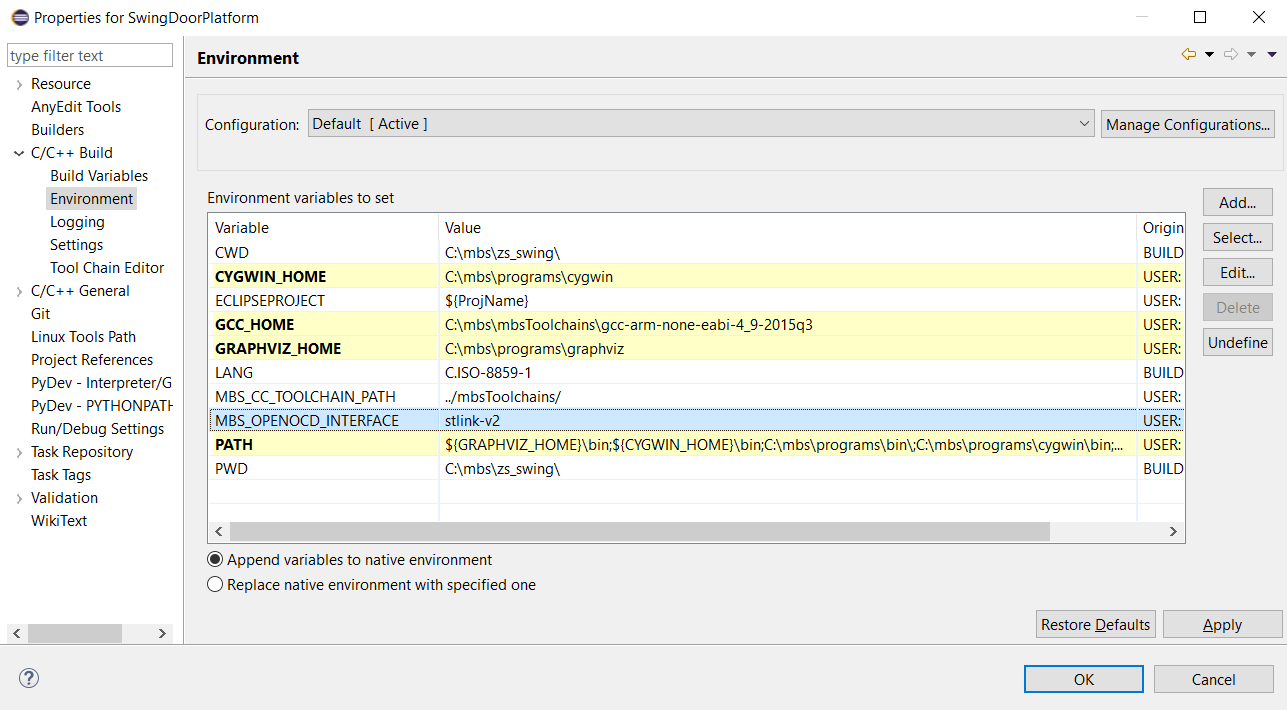 Properties for SwingDoorPlatform
type filter text
Resource
AnyEdit Tools
Builders
C/C++ Build
Build Variables
Environment
Logging
Settings
Tool Chain Editor
C/C++ General
Git
Linux Tools Path
Project References
PyDev - Interpreter/G
PyDev - PYTHONPATH
Run/Debug Settings
Task Repository
Task Tags
Validation
WikiText
Environment
Configuration: Default [ Active ] Manage Configurations...
Environment variables to set
Variable Value Origin
CWD C:\mbs\zs_swing\ BUILD
CYGWIN_HOME C:\mbs\programs\cygwin USER:
ECLIPSEPROJECT ${ProjName} USER:
GCC_HOME C:\mbs\mbsToolchains\gcc-arm-none-eabi-4_9-2015q3 USER:
GRAPHVIZ_HOME C:\mbs\programs\graphviz USER:
LANG C.ISO-8859-1 BUILD
MBS_CC_TOOLCHAIN_PATH ../mbsToolchains/ USER:
MBS_OPENOCD_INTERFACE stlink-v2 USER:
PATH ${GRAPHVIZ_HOME}\bin;${CYGWIN_HOME}\bin;C:\mbs\programs\bin\;C:\mbs\programs\cygwin\bin;... USER:
PWD C:\mbs\zs_swing\ BUILD
Add...
Select...
Edit...
Delete
Undefine
Append variables to native environment
Replace native environment with specified one
Restore Defaults Apply
? OK Cancel